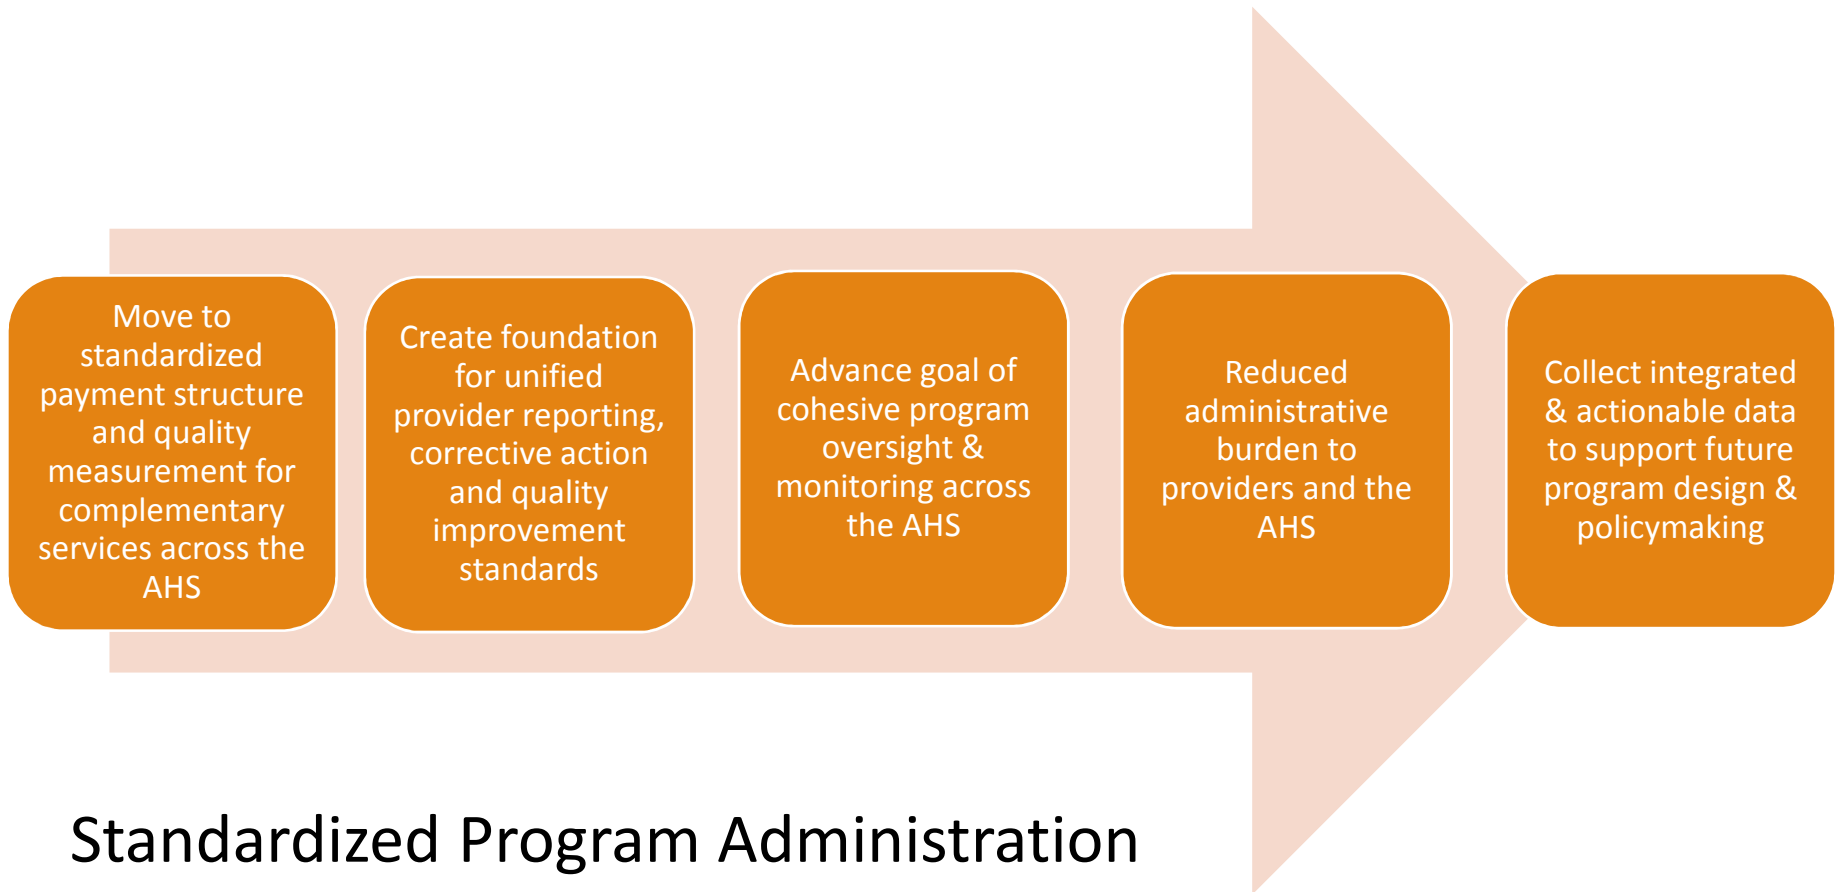 Move to
standardized
payment structure
and quality
measurement for
complementary
services across the
AHS
Create foundation
for unified
provider reporting,
corrective action
and quality
improvement
standards
Advance goal of
cohesive program
oversight &
monitoring across
the AHS
Reduced
administrative
burden to
providers and the
AHS
Collect integrated
& actionable data
to support future
program design &
policymaking
Standardized Program Administration